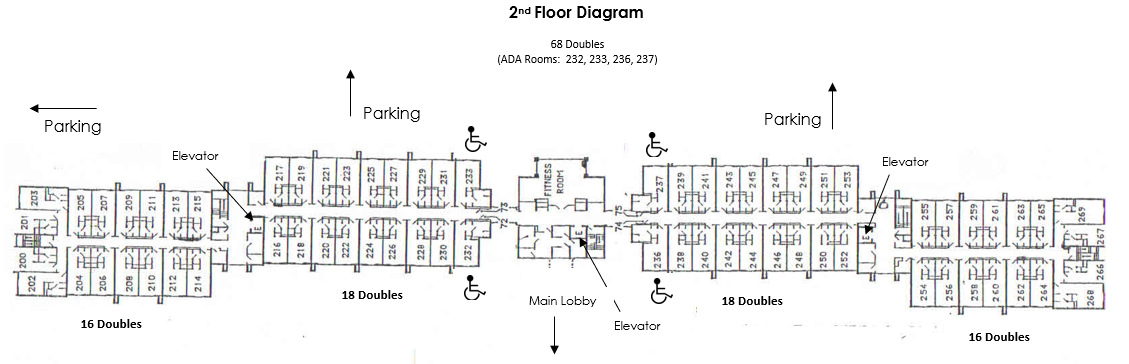 2nd Floor Diagram
68 Doubles
(ADA Rooms: 232, 233, 236, 237)
Parking
Parking
Parking
Elevator
Elevator
217 219 221 223 225 227 229 231 233
237 239 241 243 245 247 249 251 253
FITNESS ROOM
203 205 207 209 211 213 215
255 257 259 261 263 265 269
201
267
73
75
72
74
E
E
E
200
266
216 218 220 222 224 226 228 230 232
236 238 240 242 244 246 248 250 252
202 204 206 208 210 212 214
254 256 258 260 262 264 268
18 Doubles
Main Lobby
18 Doubles
16 Doubles
Elevator
16 Doubles